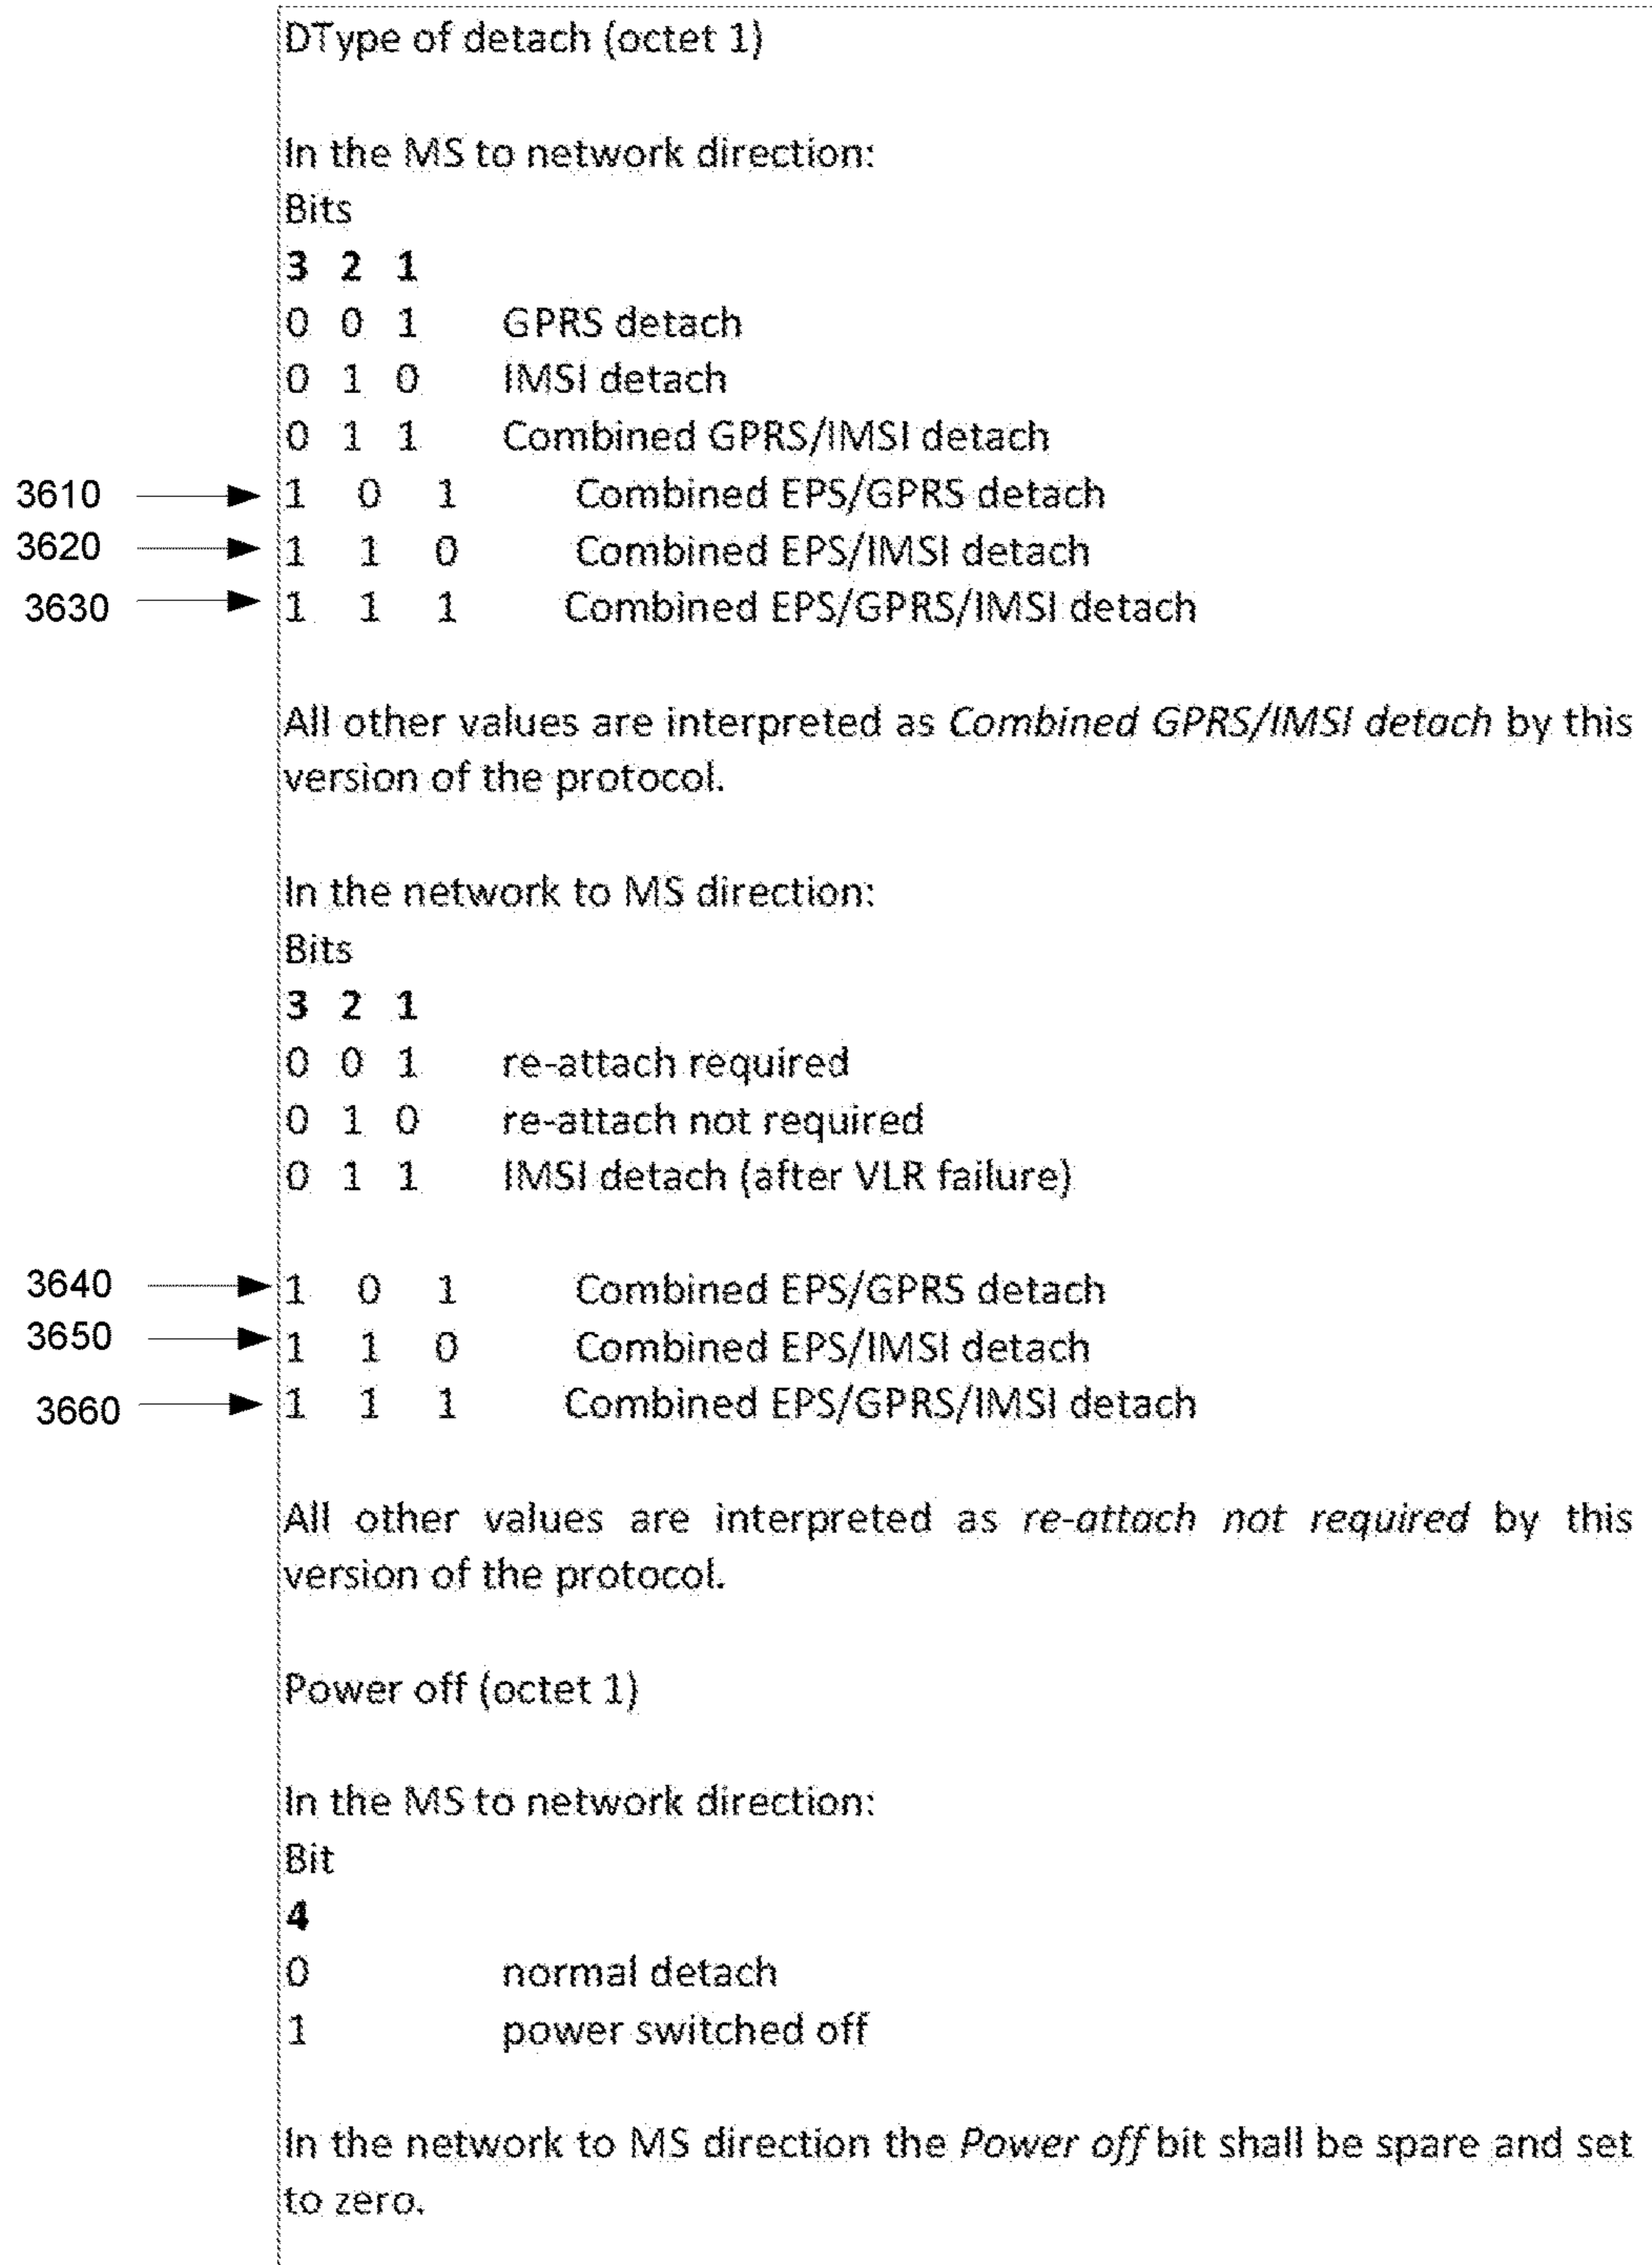 DType of detach (octet 1)
In the MS to network direction:
Bits
3 2 1
0 0 1 GPRS detach
0 1 0 IMSI detach
0 1 1 Combined GPRS/IMSI detach
3610 1 0 1 Combined EPS/GPRS detach
3620 1 1 0 Combined EPS/IMSI detach
3630 1 1 1 Combined EPS/GPRS/IMSI detach
All other values are interpreted as Combined GPRS/IMSI detach by this
version of the protocol.
In the network to MS direction:
Bits
3 2 1
0 0 1 re-attach required
0 1 0 re-attach not required
0 1 1 IMSI detach (after VLR failure)
3640 1 0 1 Combined EPS/GPRS detach
3650 1 1 0 Combined EPS/IMSI detach
3660 1 1 1 Combined EPS/GPRS/IMSI detach
All other values are interpreted as re-attach not required by this
version of the protocol.
Power off (octet 1)
In the MS to network direction:
Bit
4
0 normal detach
1 power switched off
In the network to MS direction the Power off bit shall be spare and set
to zero.